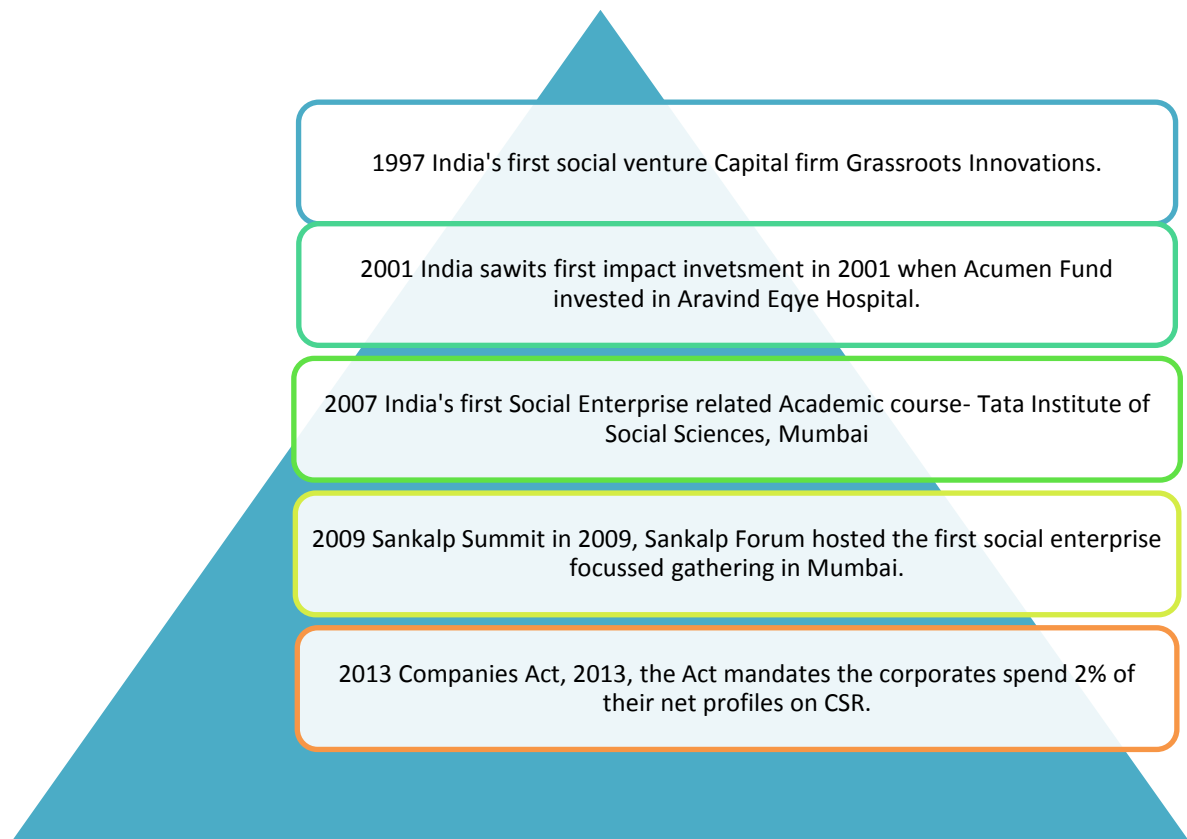 1997 India's first social venture Capital firm Grassroots Innovations.
2001 India sawits first impact invetsment in 2001 when Acumen Fund
invested in Aravind Eqye Hospital.
2007 India's first Social Enterprise related Academic course- Tata Institute of
Social Sciences, Mumbai
2009 Sankalp Summit in 2009, Sankalp Forum hosted the first social enterprise
focussed gathering in Mumbai.
2013 Companies Act, 2013, the Act mandates the corporates spend 2% of
their net profiles on CSR.